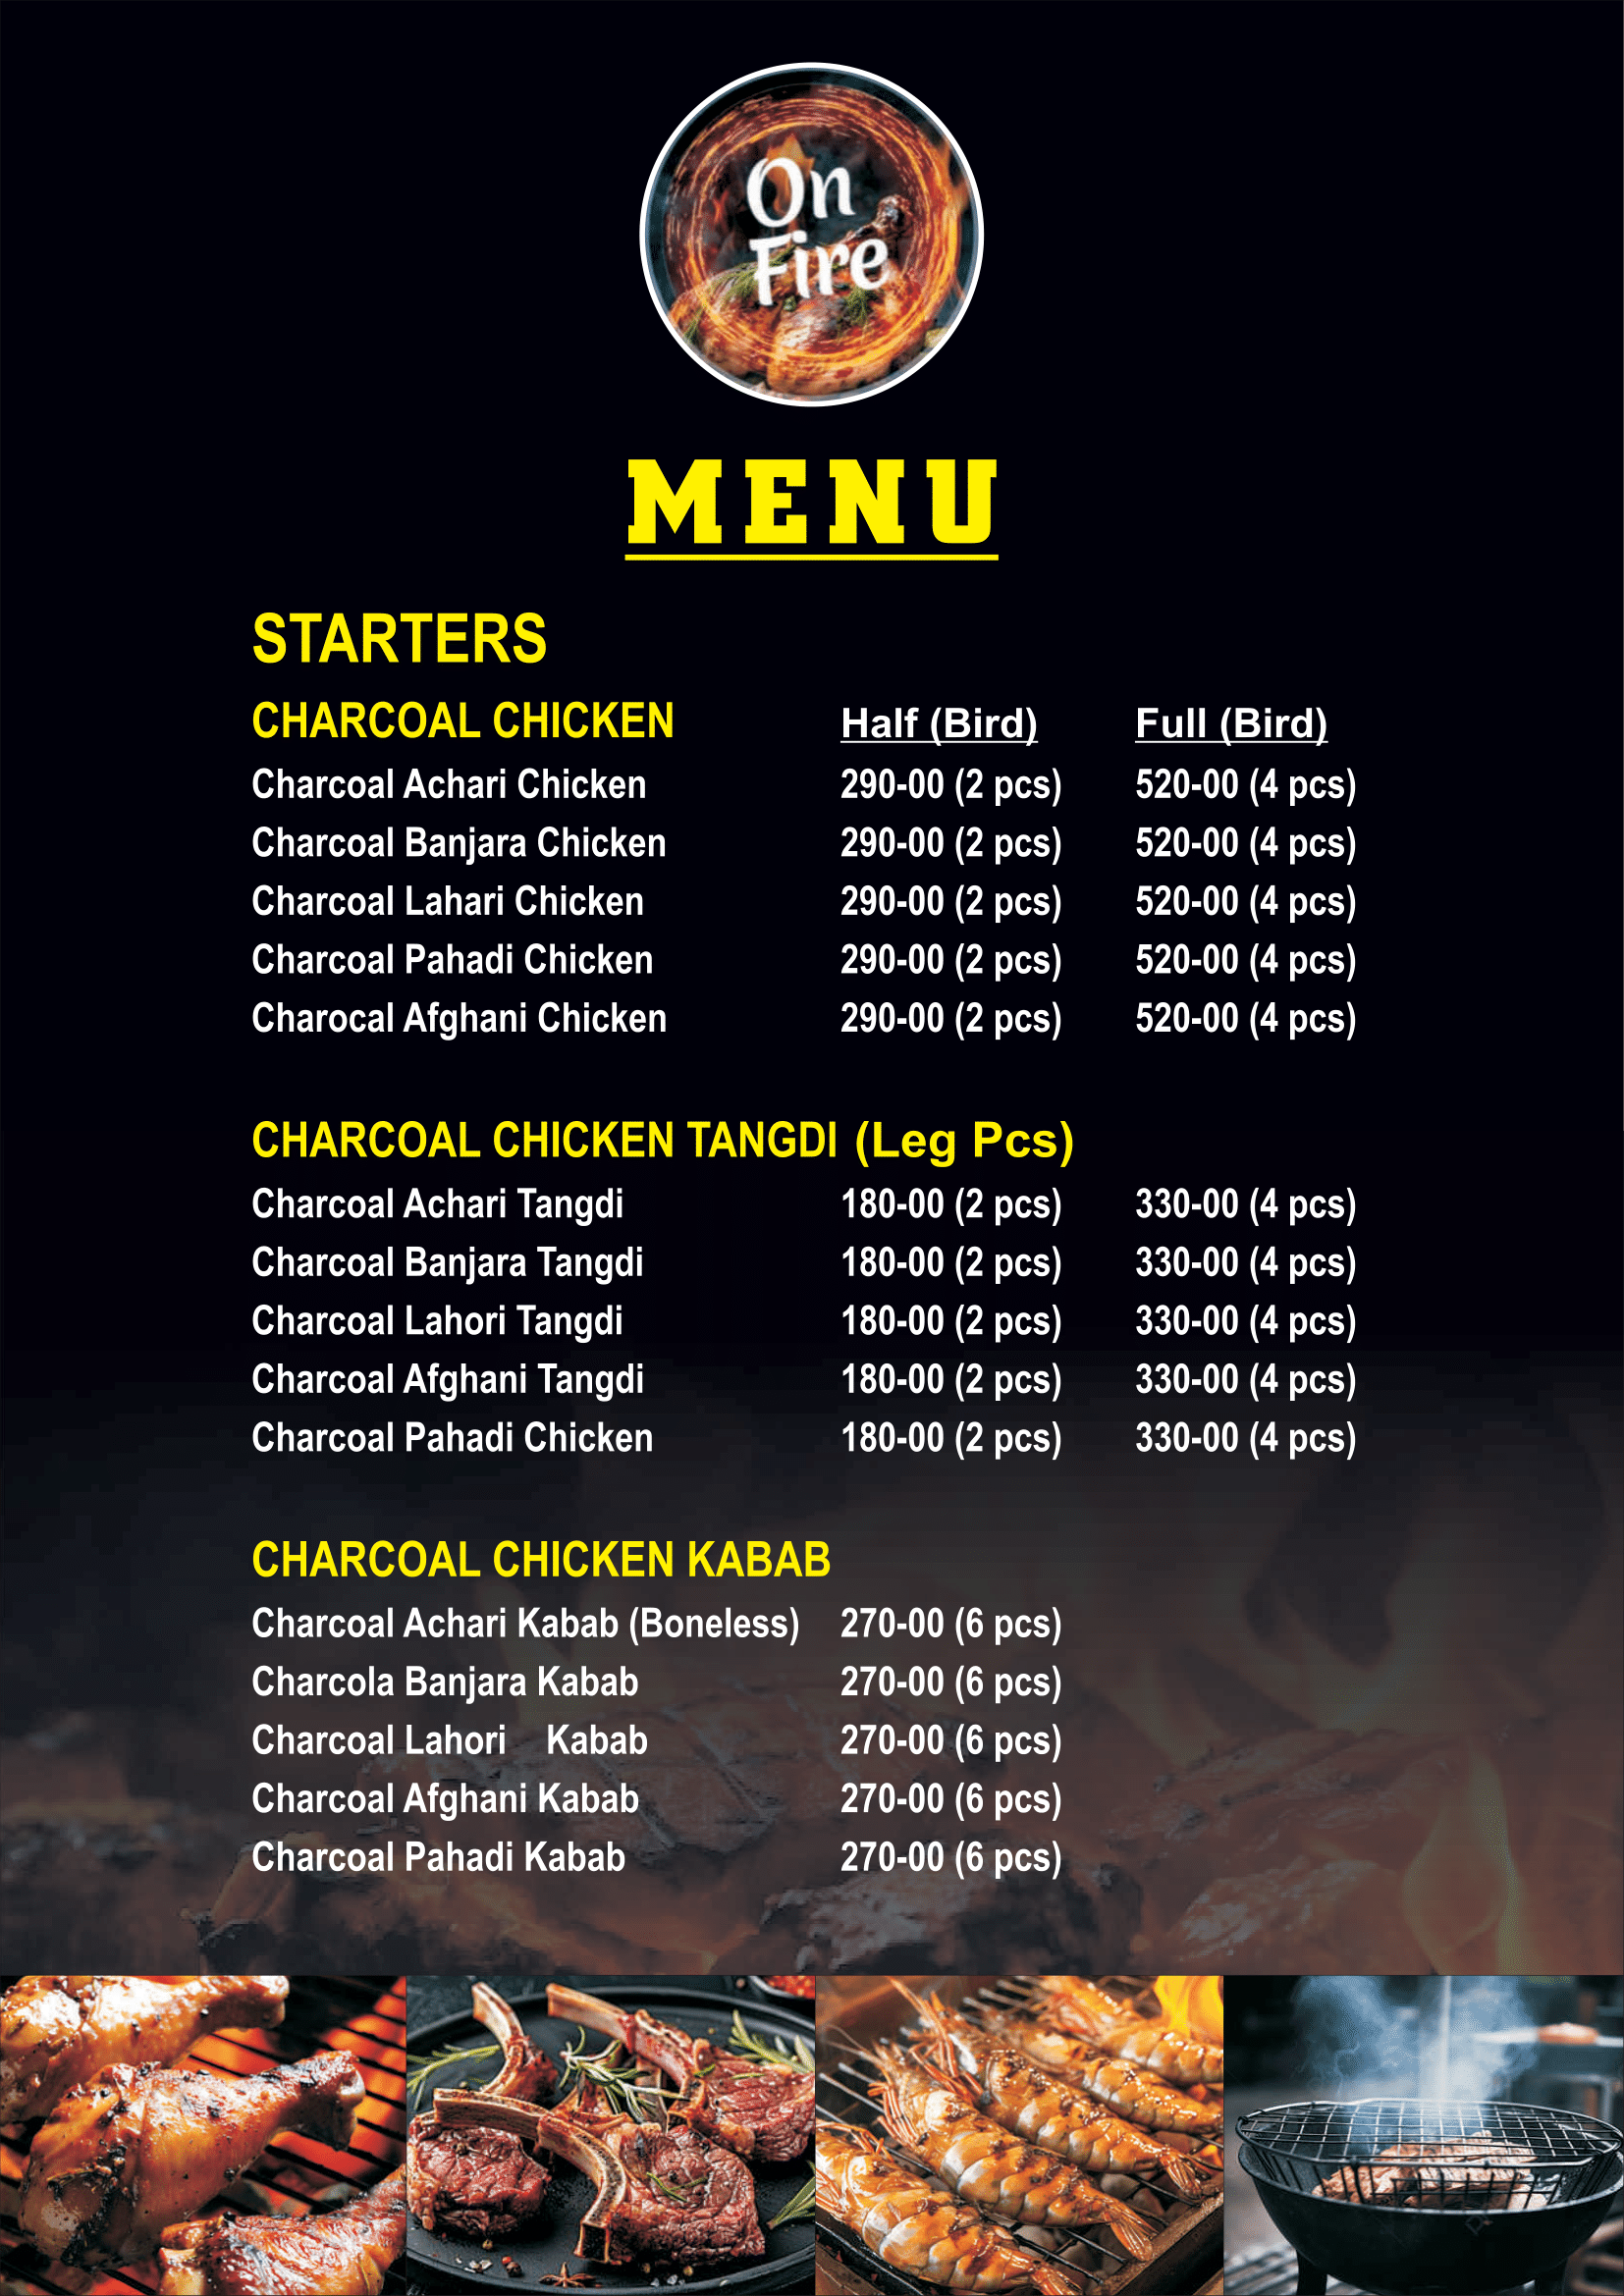 On
Fire
MENU
STARTERS
CHARCOAL CHICKEN Half (Bird) Full (Bird)
Charcoal Achari Chicken 290-00 (2 pcs) 520-00 (4 pcs)
Charcoal Banjara Chicken 290-00 (2 pcs) 520-00 (4 pcs)
Charcoal Lahari Chicken 290-00 (2 pcs) 520-00 (4 pcs)
Charcoal Pahadi Chicken 290-00 (2 pcs) 520-00 (4 pcs)
Charocal Afghani Chicken 290-00 (2 pcs) 520-00 (4 pcs)
CHARCOAL CHICKEN TANGDI (Leg Pcs)
Charcoal Achari Tangdi 180-00 (2 pcs) 330-00 (4 pcs)
Charcoal Banjara Tangdi 180-00 (2 pcs) 330-00 (4 pcs)
Charcoal Lahori Tangdi 180-00 (2 pcs) 330-00 (4 pcs)
Charcoal Afghani Tangdi 180-00 (2 pcs) 330-00 (4 pcs)
Charcoal Pahadi Chicken 180-00 (2 pcs) 330-00 (4 pcs)
CHARCOAL CHICKEN KABAB
Charcoal Achari Kabab (Boneless) 270-00 (6 pcs)
Charcola Banjara Kabab 270-00 (6 pcs)
Charcoal Lahori Kabab 270-00 (6 pcs)
Charcoal Afghani Kabab 270-00 (6 pcs)
Charcoal Pahadi Kabab 270-00 (6 pcs)